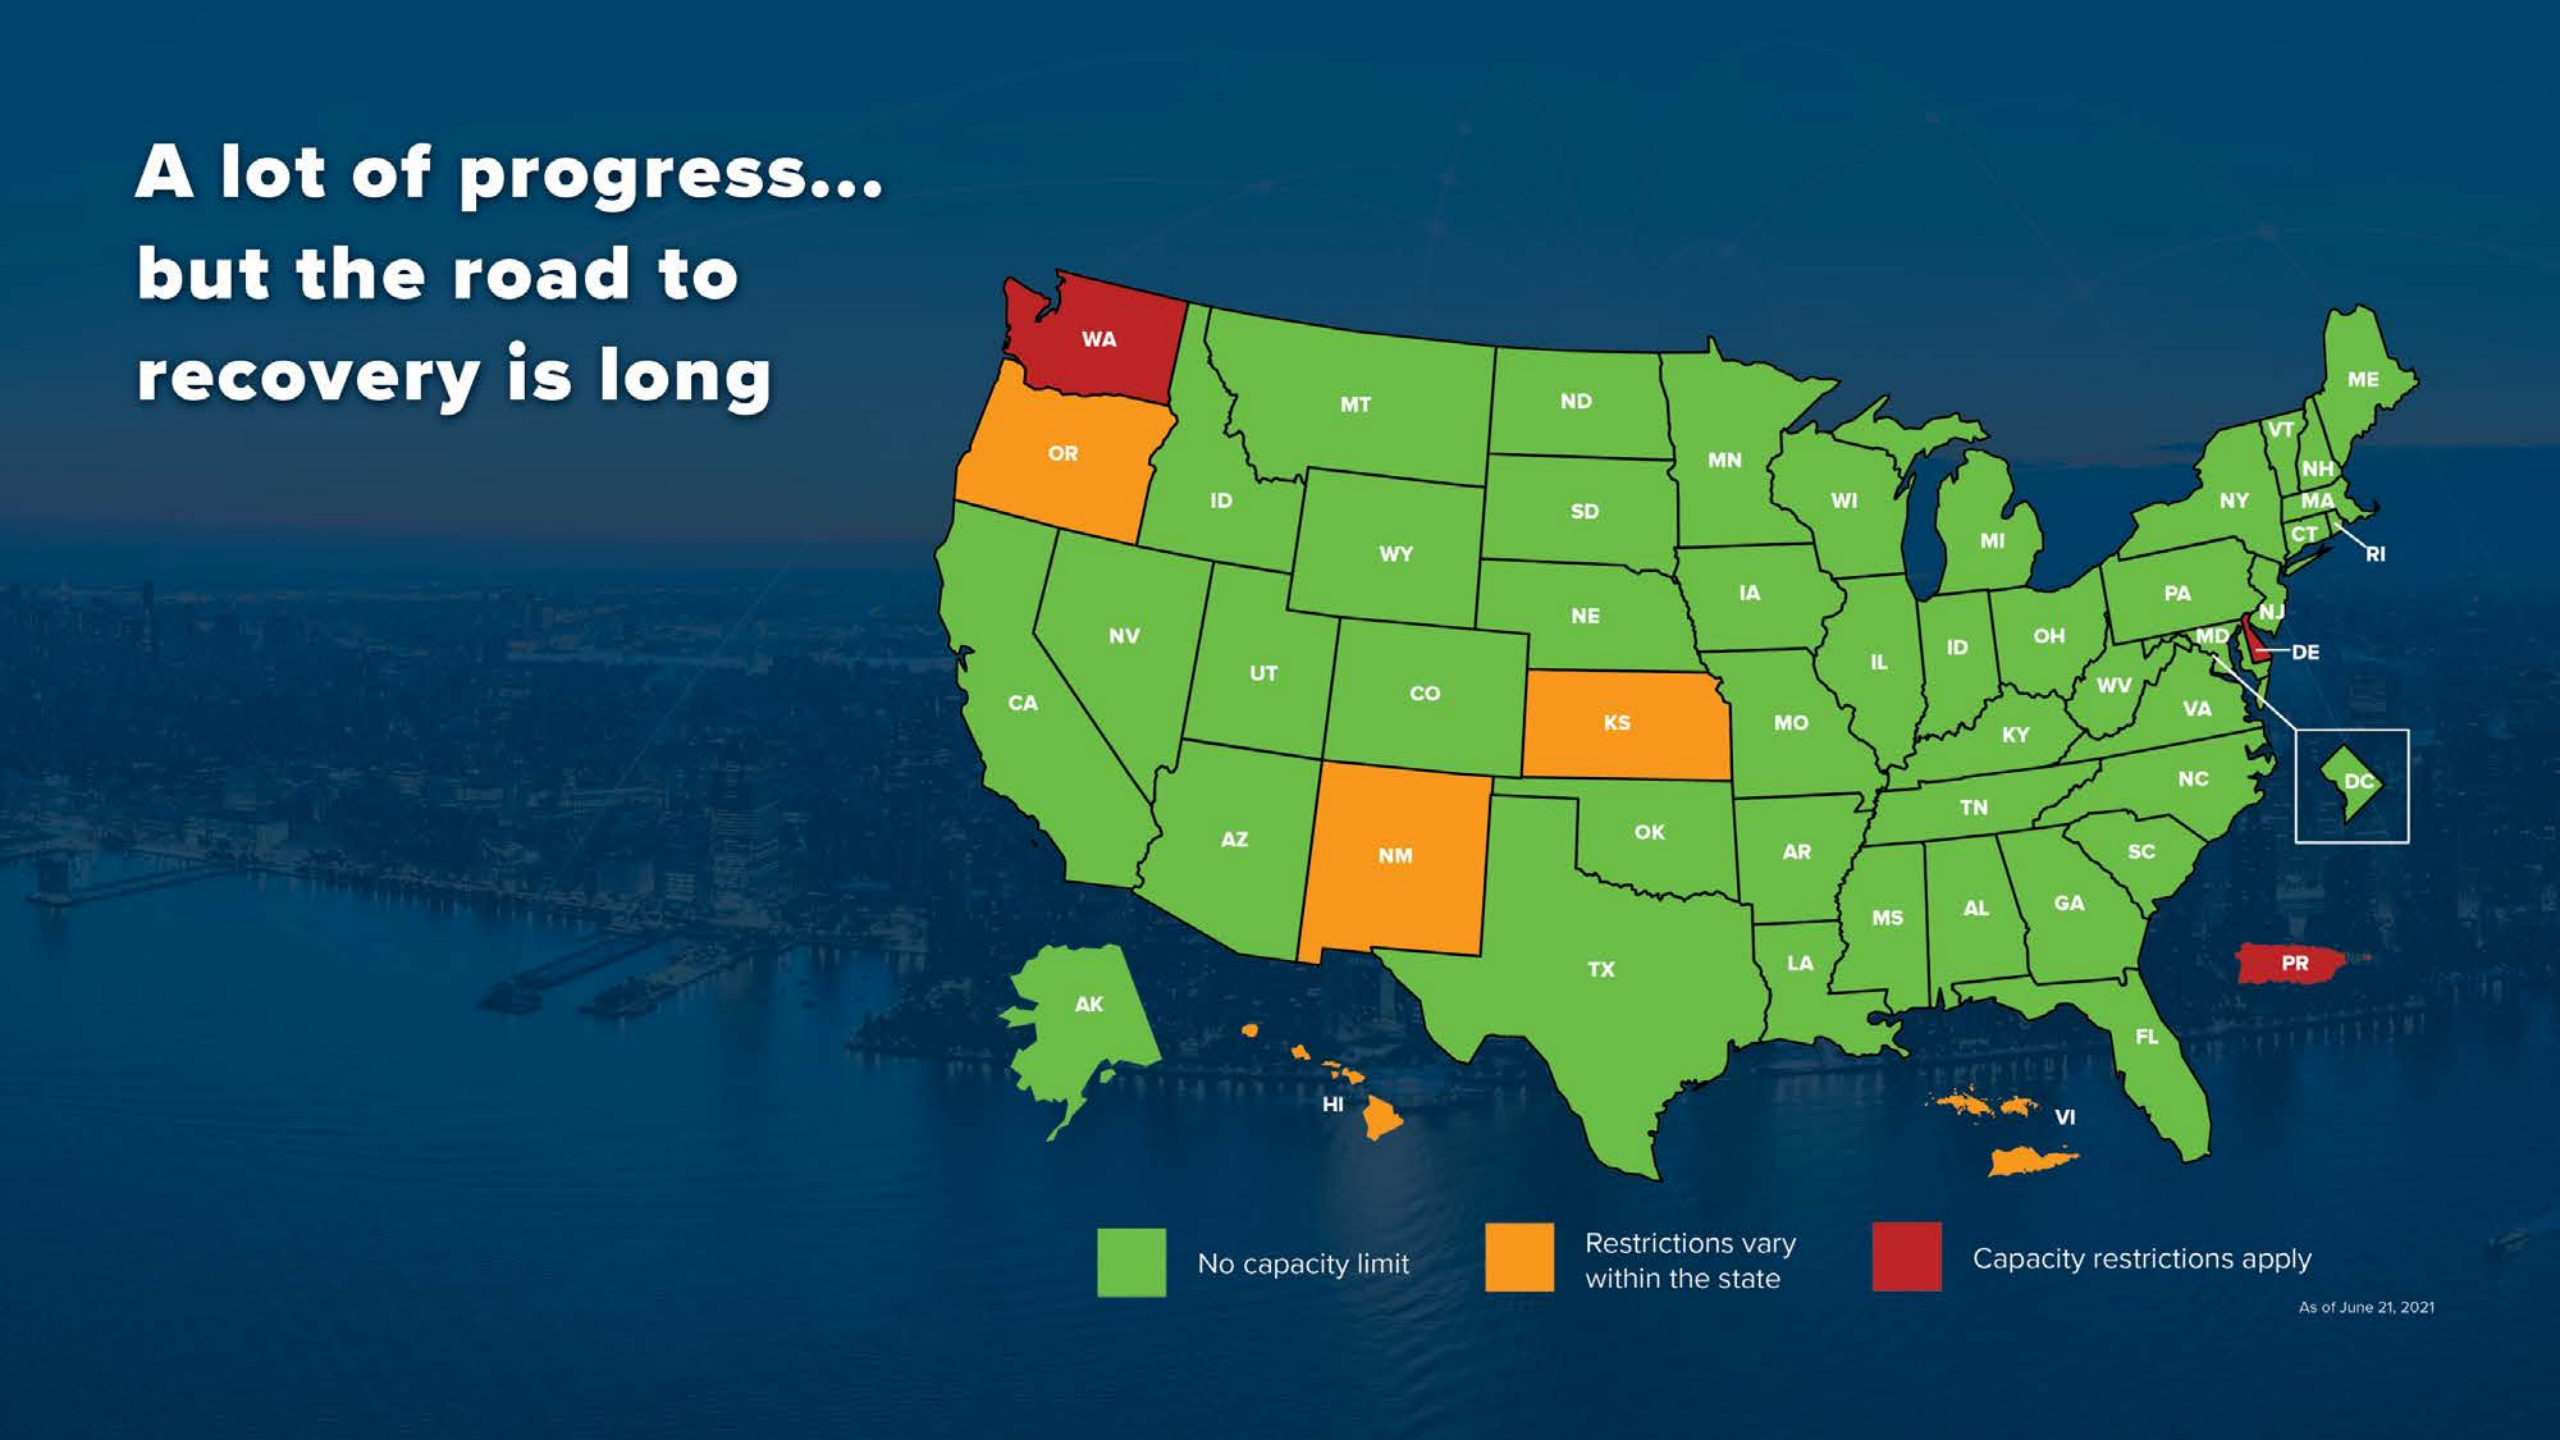 A lot of progress...
but the road to
recovery is long
WA
MT
ND
ME
OR
MN
VT
NH
ID
SD
WI
NY
MA
MI
CT
WY
RI
IA
PA
NE
NJ
NV
OH
MD
ID
DE
IL
UT
WV
CO
CA
VA
KS
MO
KY
NC
DC
TN
OK
AZ
AR
SC
NM
GA
AL
MS
TX
LA
PR
AK
FL
HI
VI
No capacity limit
Restrictions vary
within the state
Capacity restrictions apply
As of June 21, 2021